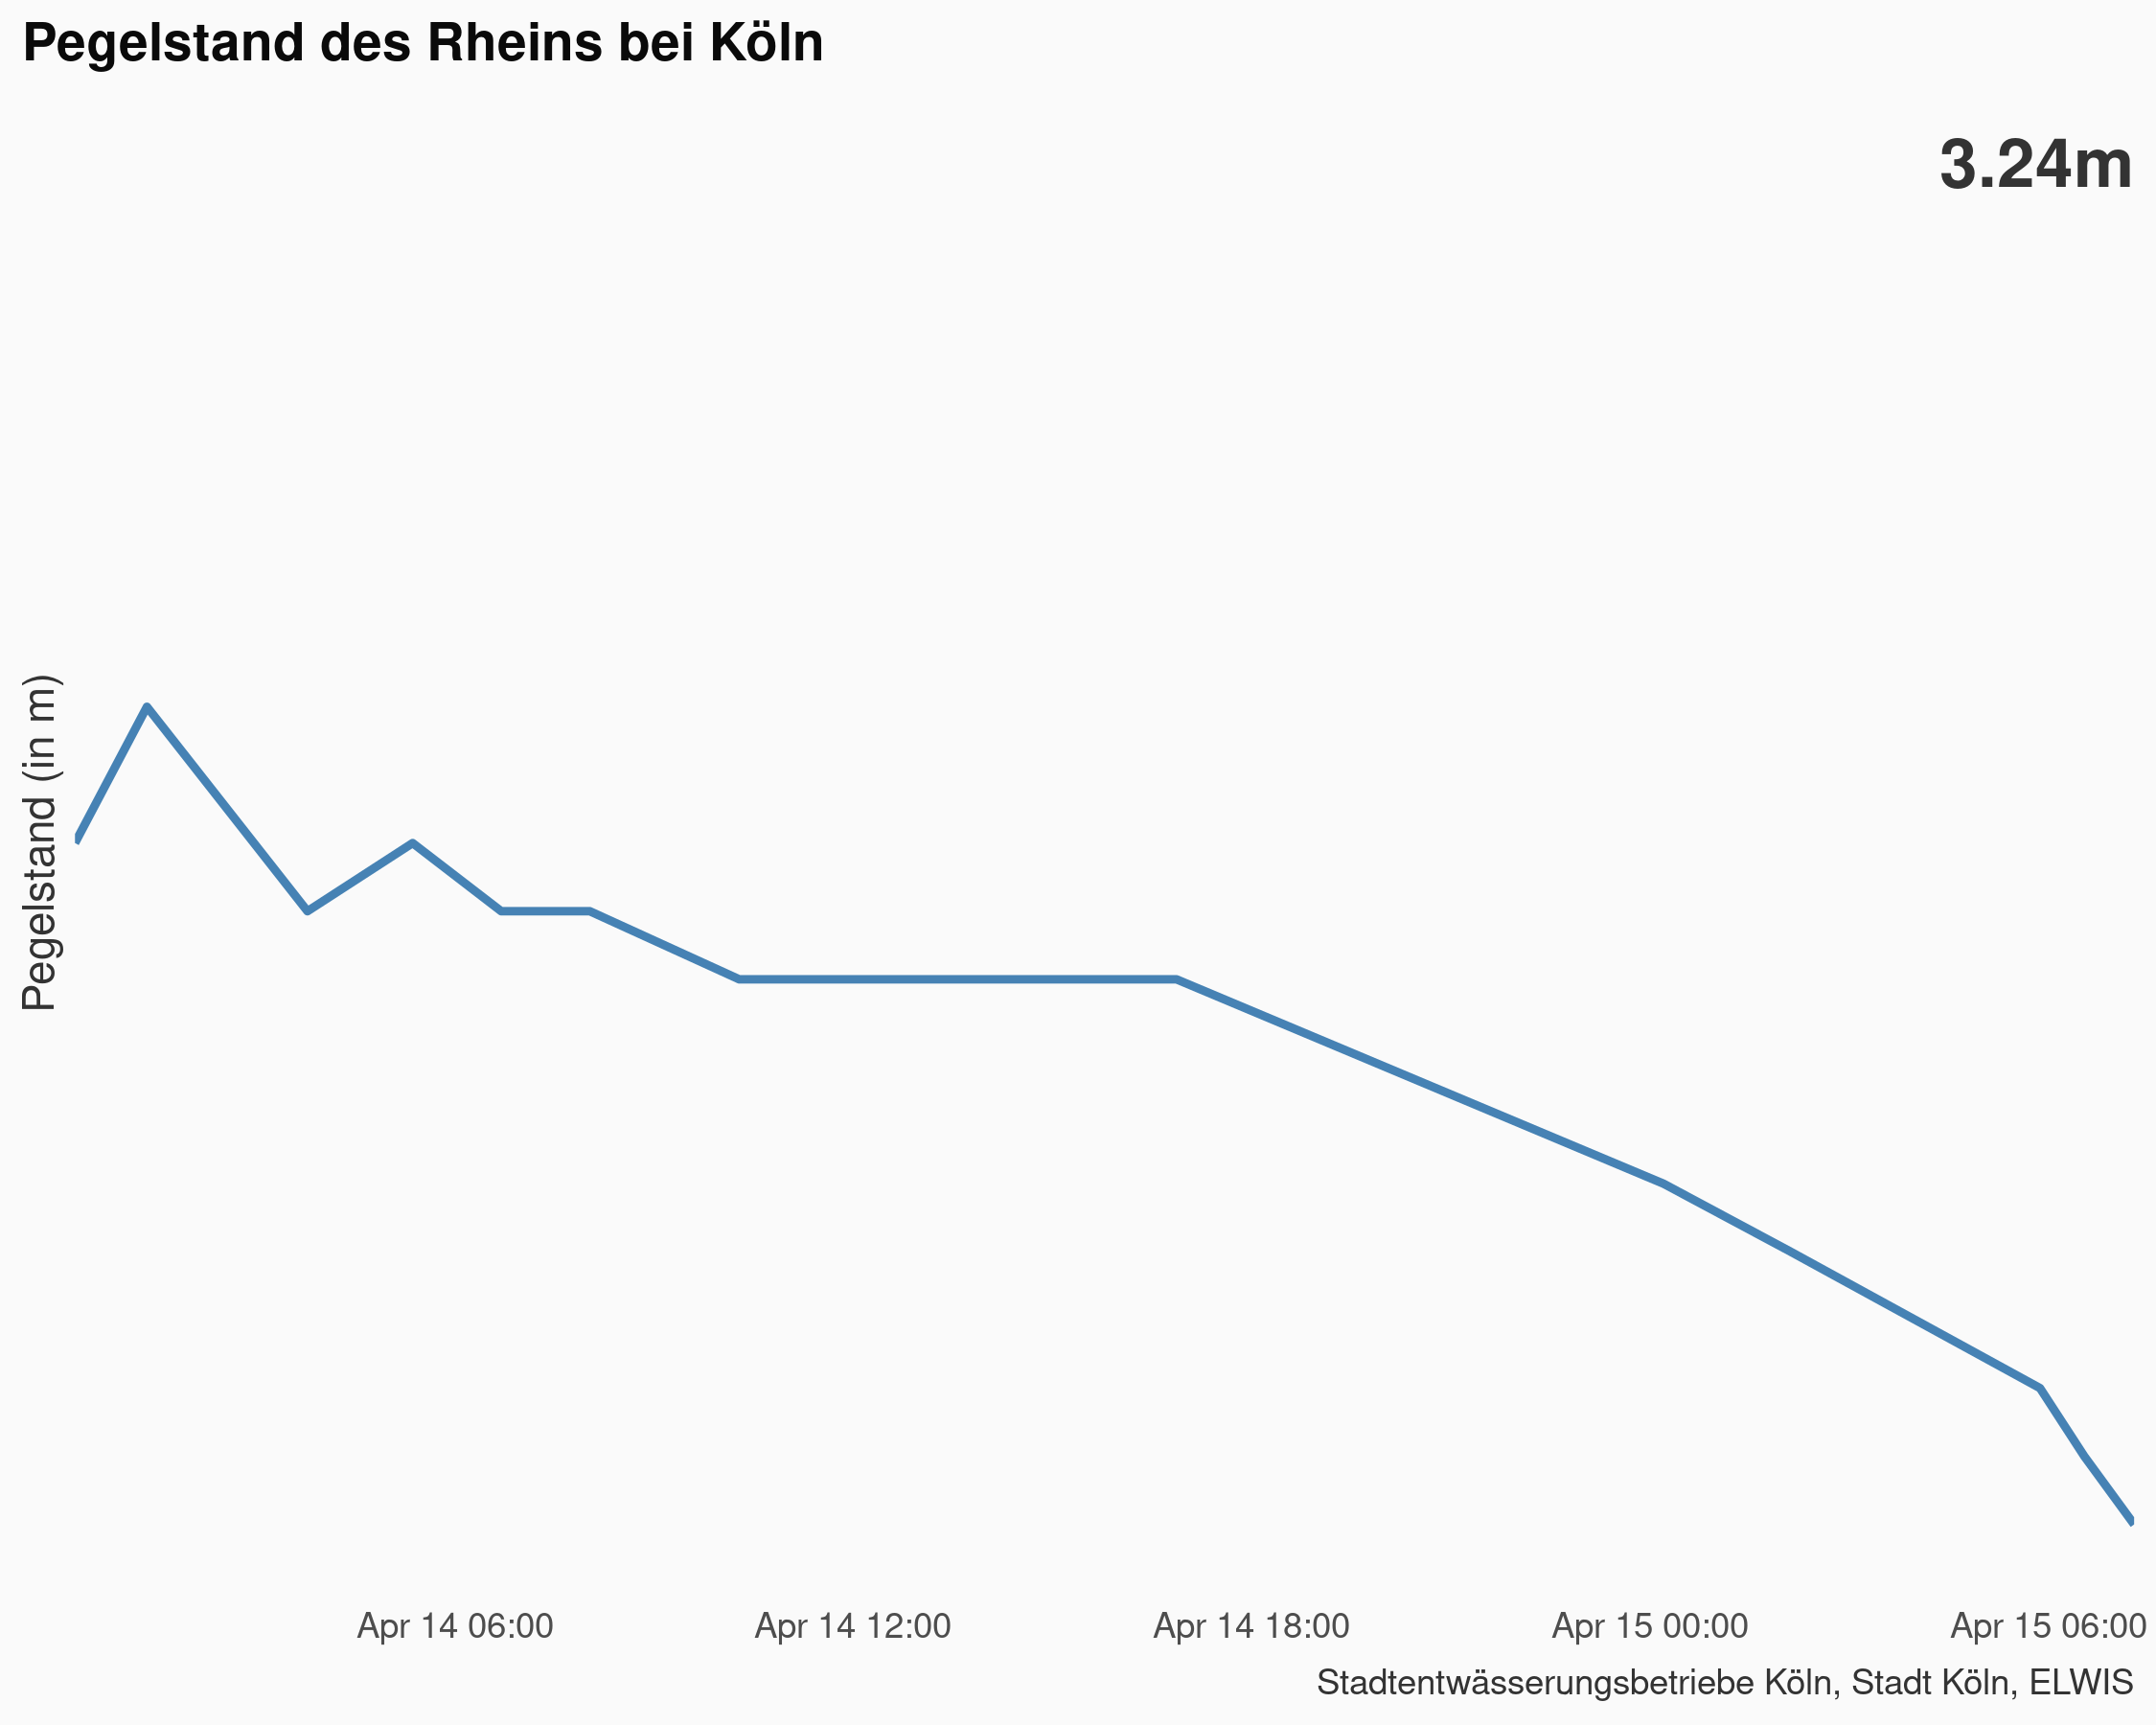 Pegelstand des Rheins bei Köln
3.24m
Pegelstand (in m)
Apr 14 06:00
Apr 14 12:00
Apr 14 18:00
Apr 15 00:00
Apr 15 06:00
Stadtentwässerungsbetriebe Köln, Stadt Köln, ELWIS